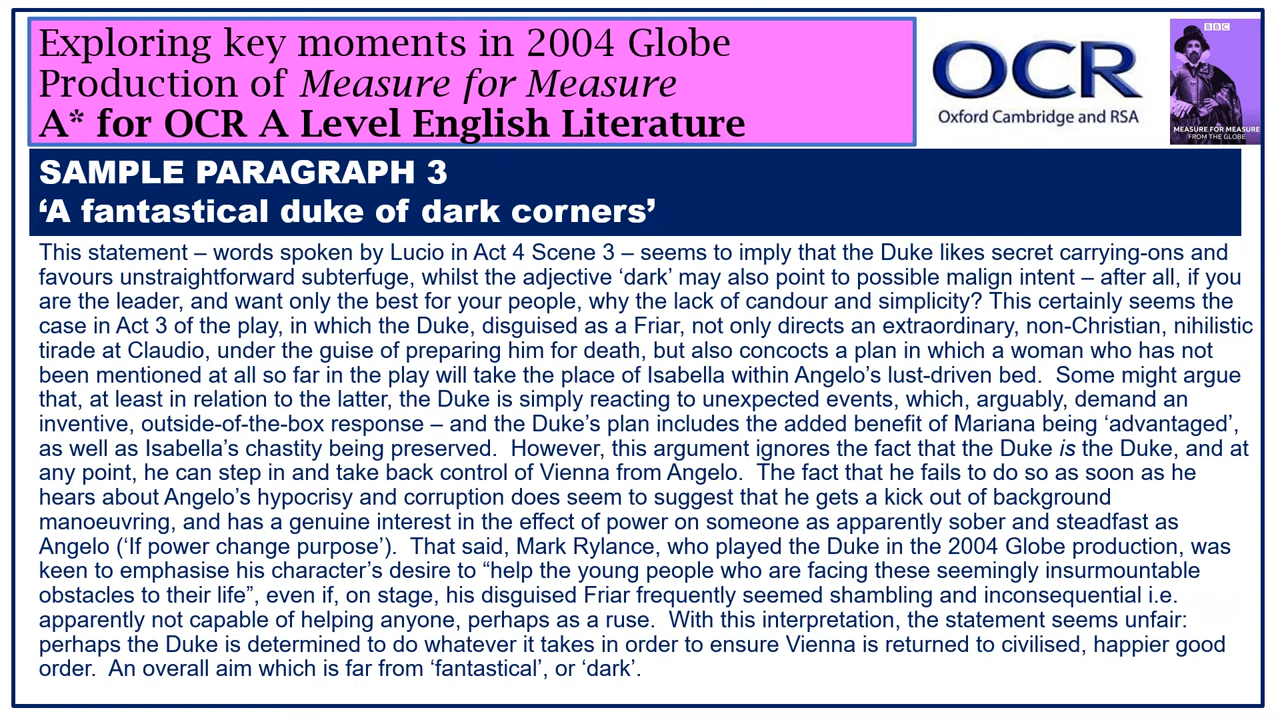 Exploring key moments in 2004 Globe
Production of Measure for Measure
A* for OCR A Level English Literature
OCR
Oxford Cambridge and RSA
BBC
MEASURE FOR MEASURE
FROM THE GLOBE
SAMPLE PARAGRAPH 3
‘A fantastical duke of dark corners’
This statement – words spoken by Lucio in Act 4 Scene 3 – seems to imply that the Duke likes secret carrying-ons and
favours unstraightforward subterfuge, whilst the adjective ‘dark’ may also point to possible malign intent – after all, if you
are the leader, and want only the best for your people, why the lack of candour and simplicity? This certainly seems the
case in Act 3 of the play, in which the Duke, disguised as a Friar, not only directs an extraordinary, non-Christian, nihilistic
tirade at Claudio, under the guise of preparing him for death, but also concocts a plan in which a woman who has not
been mentioned at all so far in the play will take the place of Isabella within Angelo’s lust-driven bed.  Some might argue
that, at least in relation to the latter, the Duke is simply reacting to unexpected events, which, arguably, demand an
inventive, outside-of-the-box response – and the Duke’s plan includes the added benefit of Mariana being ‘advantaged’,
as well as Isabella’s chastity being preserved.  However, this argument ignores the fact that the Duke is the Duke, and at
any point, he can step in and take back control of Vienna from Angelo.  The fact that he fails to do so as soon as he
hears about Angelo’s hypocrisy and corruption does seem to suggest that he gets a kick out of background
manoeuvring, and has a genuine interest in the effect of power on someone as apparently sober and steadfast as
Angelo (‘If power change purpose’).  That said, Mark Rylance, who played the Duke in the 2004 Globe production, was
keen to emphasise his character’s desire to “help the young people who are facing these seemingly insurmountable
obstacles to their life”, even if, on stage, his disguised Friar frequently seemed shambling and inconsequential i.e.
apparently not capable of helping anyone, perhaps as a ruse.  With this interpretation, the statement seems unfair:
perhaps the Duke is determined to do whatever it takes in order to ensure Vienna is returned to civilised, happier good
order.  An overall aim which is far from ‘fantastical’, or ‘dark’.